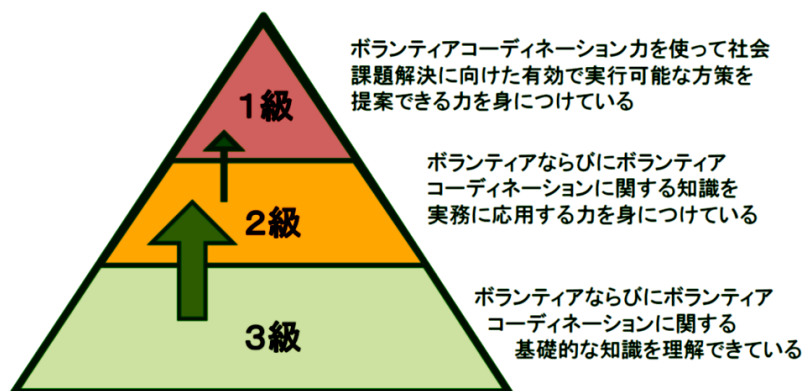 ボランティアコーディネーション力を使って社会
課題解決に向けた有効で実行可能な方策を
提案できる力を身につけている
1級
ボランティアならびにボランティア
コーディネーションに関する知識を
実務に応用する力を身につけている
2級
ボランティアならびにボランティア
コーディネーションに関する
基礎的な知識を理解できている
3級